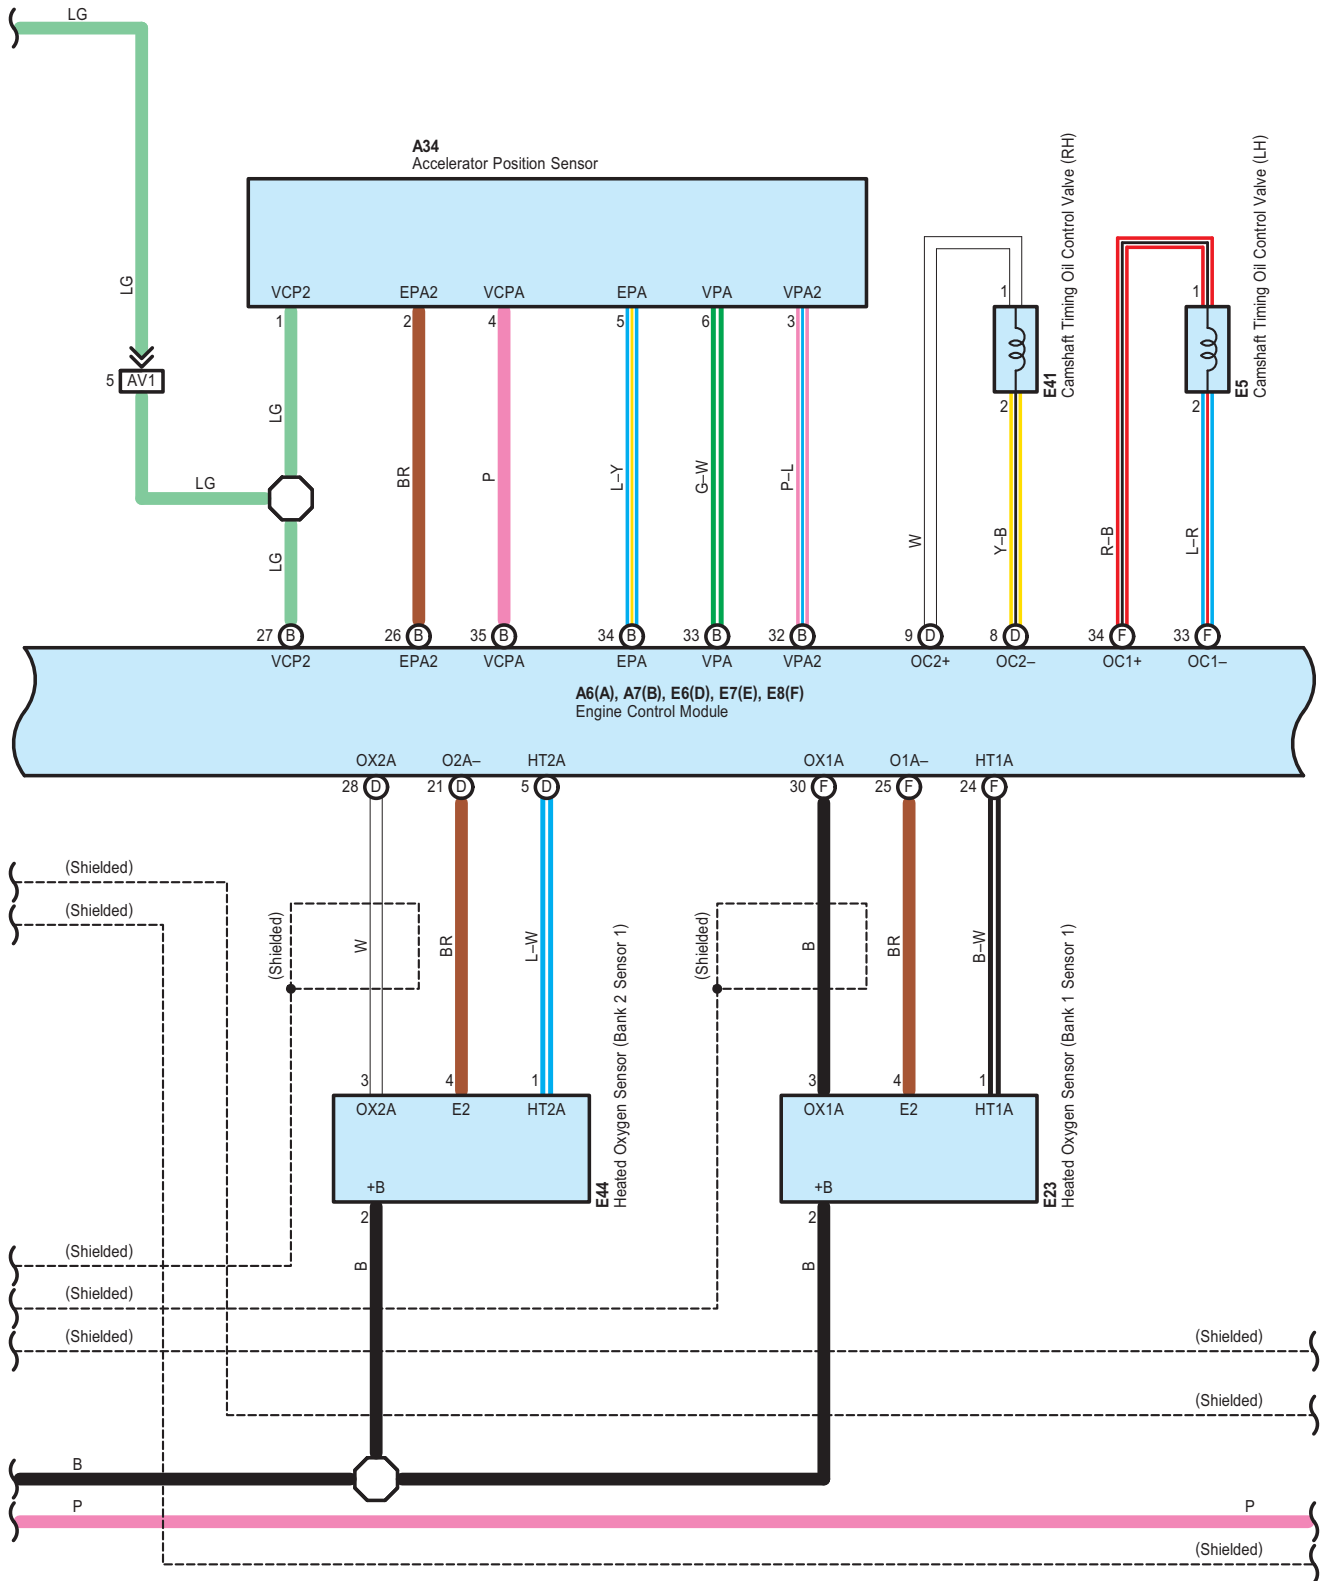 LG
A34
Accelerator Position Sensor
Camshaft Timing Oil Control Valve (RH)
E41
Camshaft Timing Oil Control Valve (LH)
E5
LG
VCP2 EPA2 VCPA EPA VPA VPA2
1 2 4 5 6 3
1 1
5 AV1
2 2
LG
LG
BR P L–Y G–W P–L
W Y–B R–B L–R
LG
27 B 26 B 35 B 34 B 33 B 32 B 9 D 8 D 34 F 33 F
VCP2 EPA2 VCPA EPA VPA VPA2 OC2+ OC2– OC1+ OC1–
A6(A), A7(B), E6(D), E7(E), E8(F)
Engine Control Module
OX2A O2A– HT2A OX1A O1A– HT1A
28 D 21 D 5 D 30 F 25 F 24 F
(Shielded)
(Shielded)
(Shielded) W BR L–W (Shielded) B BR B–W
3 4 1 3 4 1
OX2A E2 HT2A OX1A E2 HT1A
E44
Heated Oxygen Sensor (Bank 2 Sensor 1)
E23
Heated Oxygen Sensor (Bank 1 Sensor 1)
+B +B
2 2
(Shielded)
B B
(Shielded)
(Shielded) (Shielded)
(Shielded)
B
P P
(Shielded)